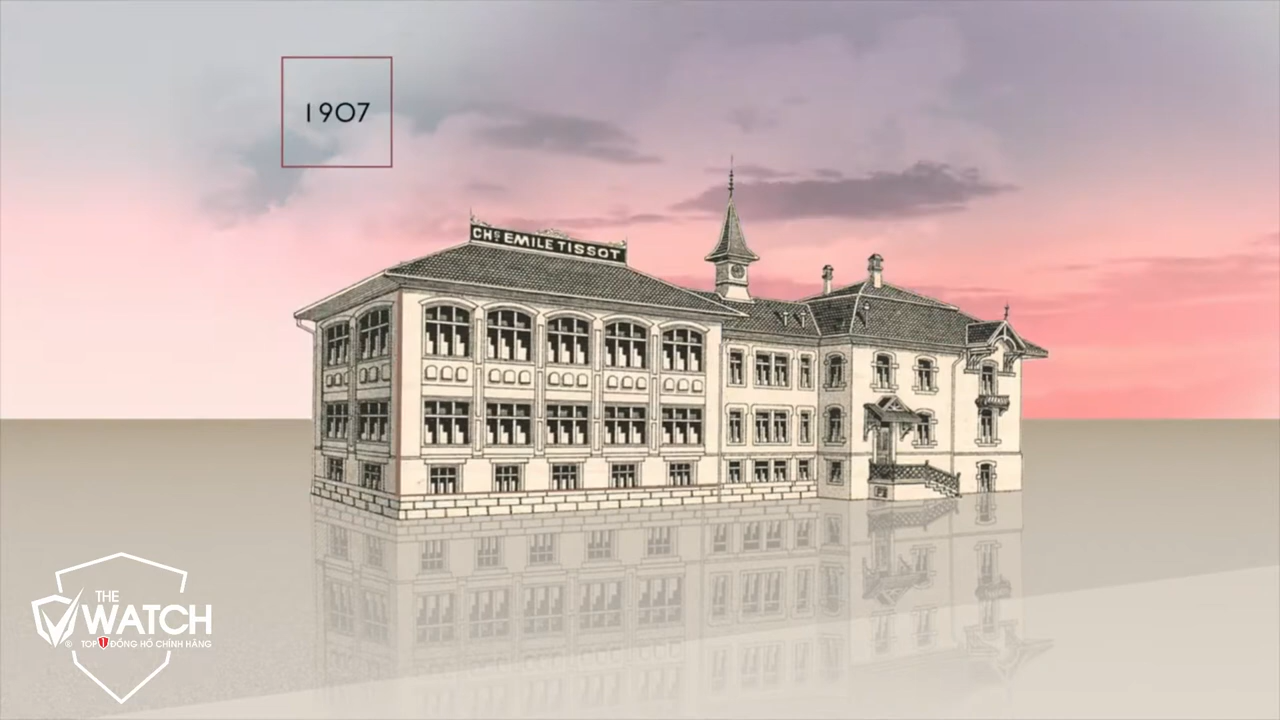 1907
CHS EMILE TISSOT
THE
WATCH
® TOP 1 ĐỒNG HỒ CHÍNH HÃNG